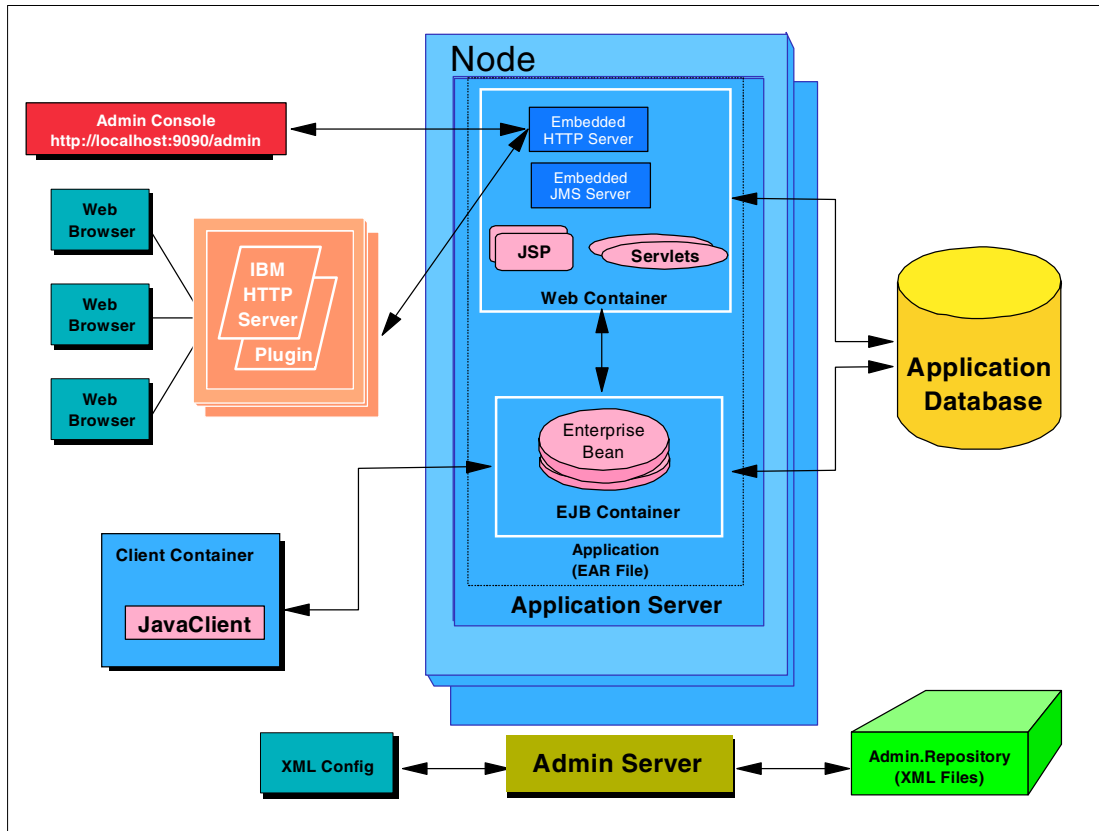 Node
Admin Console
http://localhost:9090/admin
Embedded
HTTP Server
Embedded
JMS Server
Web
Browser
JSP
Servlets
IBM
HTTP
Server
Plugin
Web Container
Web
Browser
Application
Database
Web
Browser
Enterprise
Bean
EJB Container
Client Container
JavaClient
Application
(EAR File)
Application Server
XML Config
Admin Server
Admin.Repository
(XML Files)